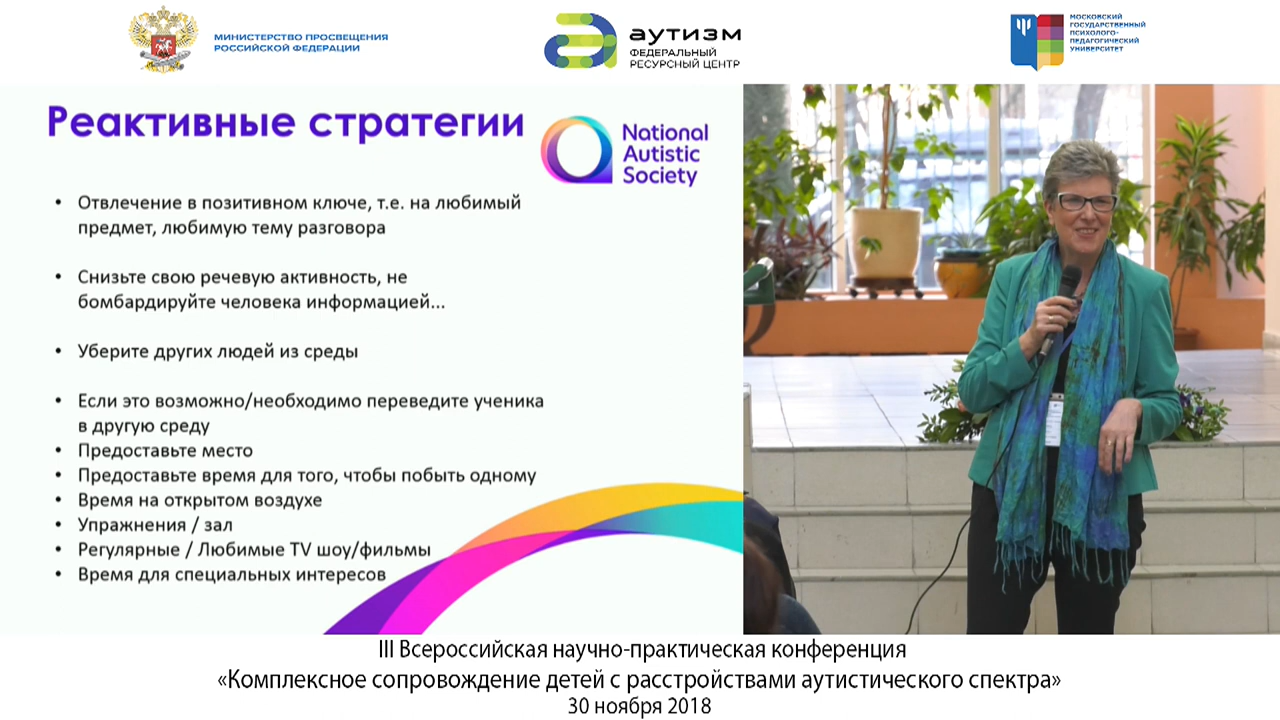 МИНИСТЕРСТВО ПРОСВЕЩЕНИЯ
РОССИЙСКОЙ ФЕДЕРАЦИИ
аутизм
ФЕДЕРАЛЬНЫЙ
РЕСУРСНЫЙ ЦЕНТР
МОСКОВСКИЙ
ГОСУДАРСТВЕННЫЙ
ПСИХОЛОГО-
ПЕДАГОГИЧЕСКИЙ
УНИВЕРСИТЕТ
Реактивные стратегии
National
Autistic
Society
• Отвлечение в позитивном ключе, т.е. на любимый
предмет, любимую тему разговора
• Снизьте свою речевую активность, не
бомбардируйте человека информацией...
• Уберите других людей из среды
• Если это возможно/необходимо переведите ученика
в другую среду
• Предоставьте место
• Предоставьте время для того, чтобы побыть одному
• Время на открытом воздухе
• Упражнения / зал
• Регулярные / Любимые TV шоу/фильмы
• Время для специальных интересов
III Всероссийская научно-практическая конференция
«Комплексное сопровождение детей с расстройствами аутистического спектра»
30 ноября 2018